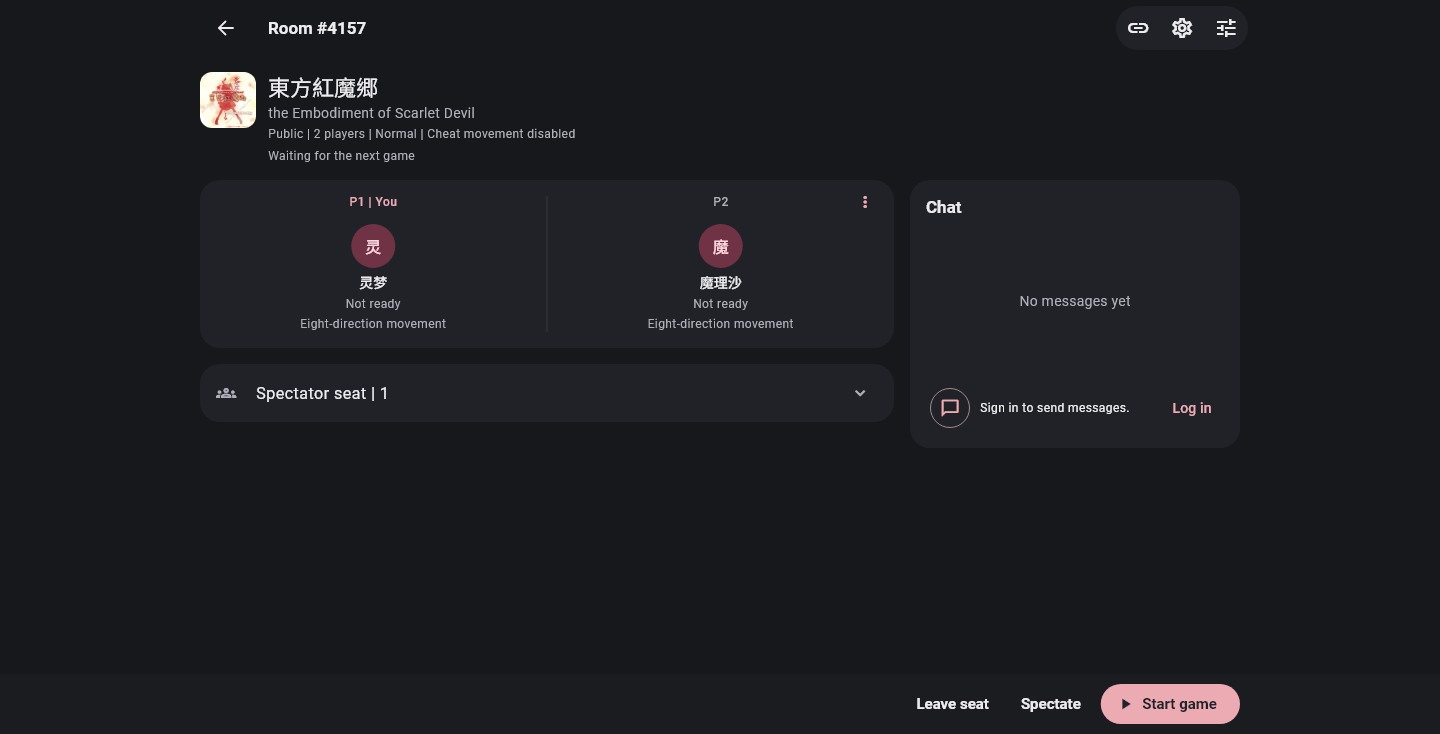 Room #4157
東方紅魔郷
the Embodiment of Scarlet Devil
Public | 2 players | Normal | Cheat movement disabled
Waiting for the next game
P1 | You
灵
灵梦
Not ready
Eight-direction movement
P2
魔
魔理沙
Not ready
Eight-direction movement
Spectator seat | 1
Chat
No messages yet
Sign in to send messages.
Log in
Leave seat
Spectate
Start game